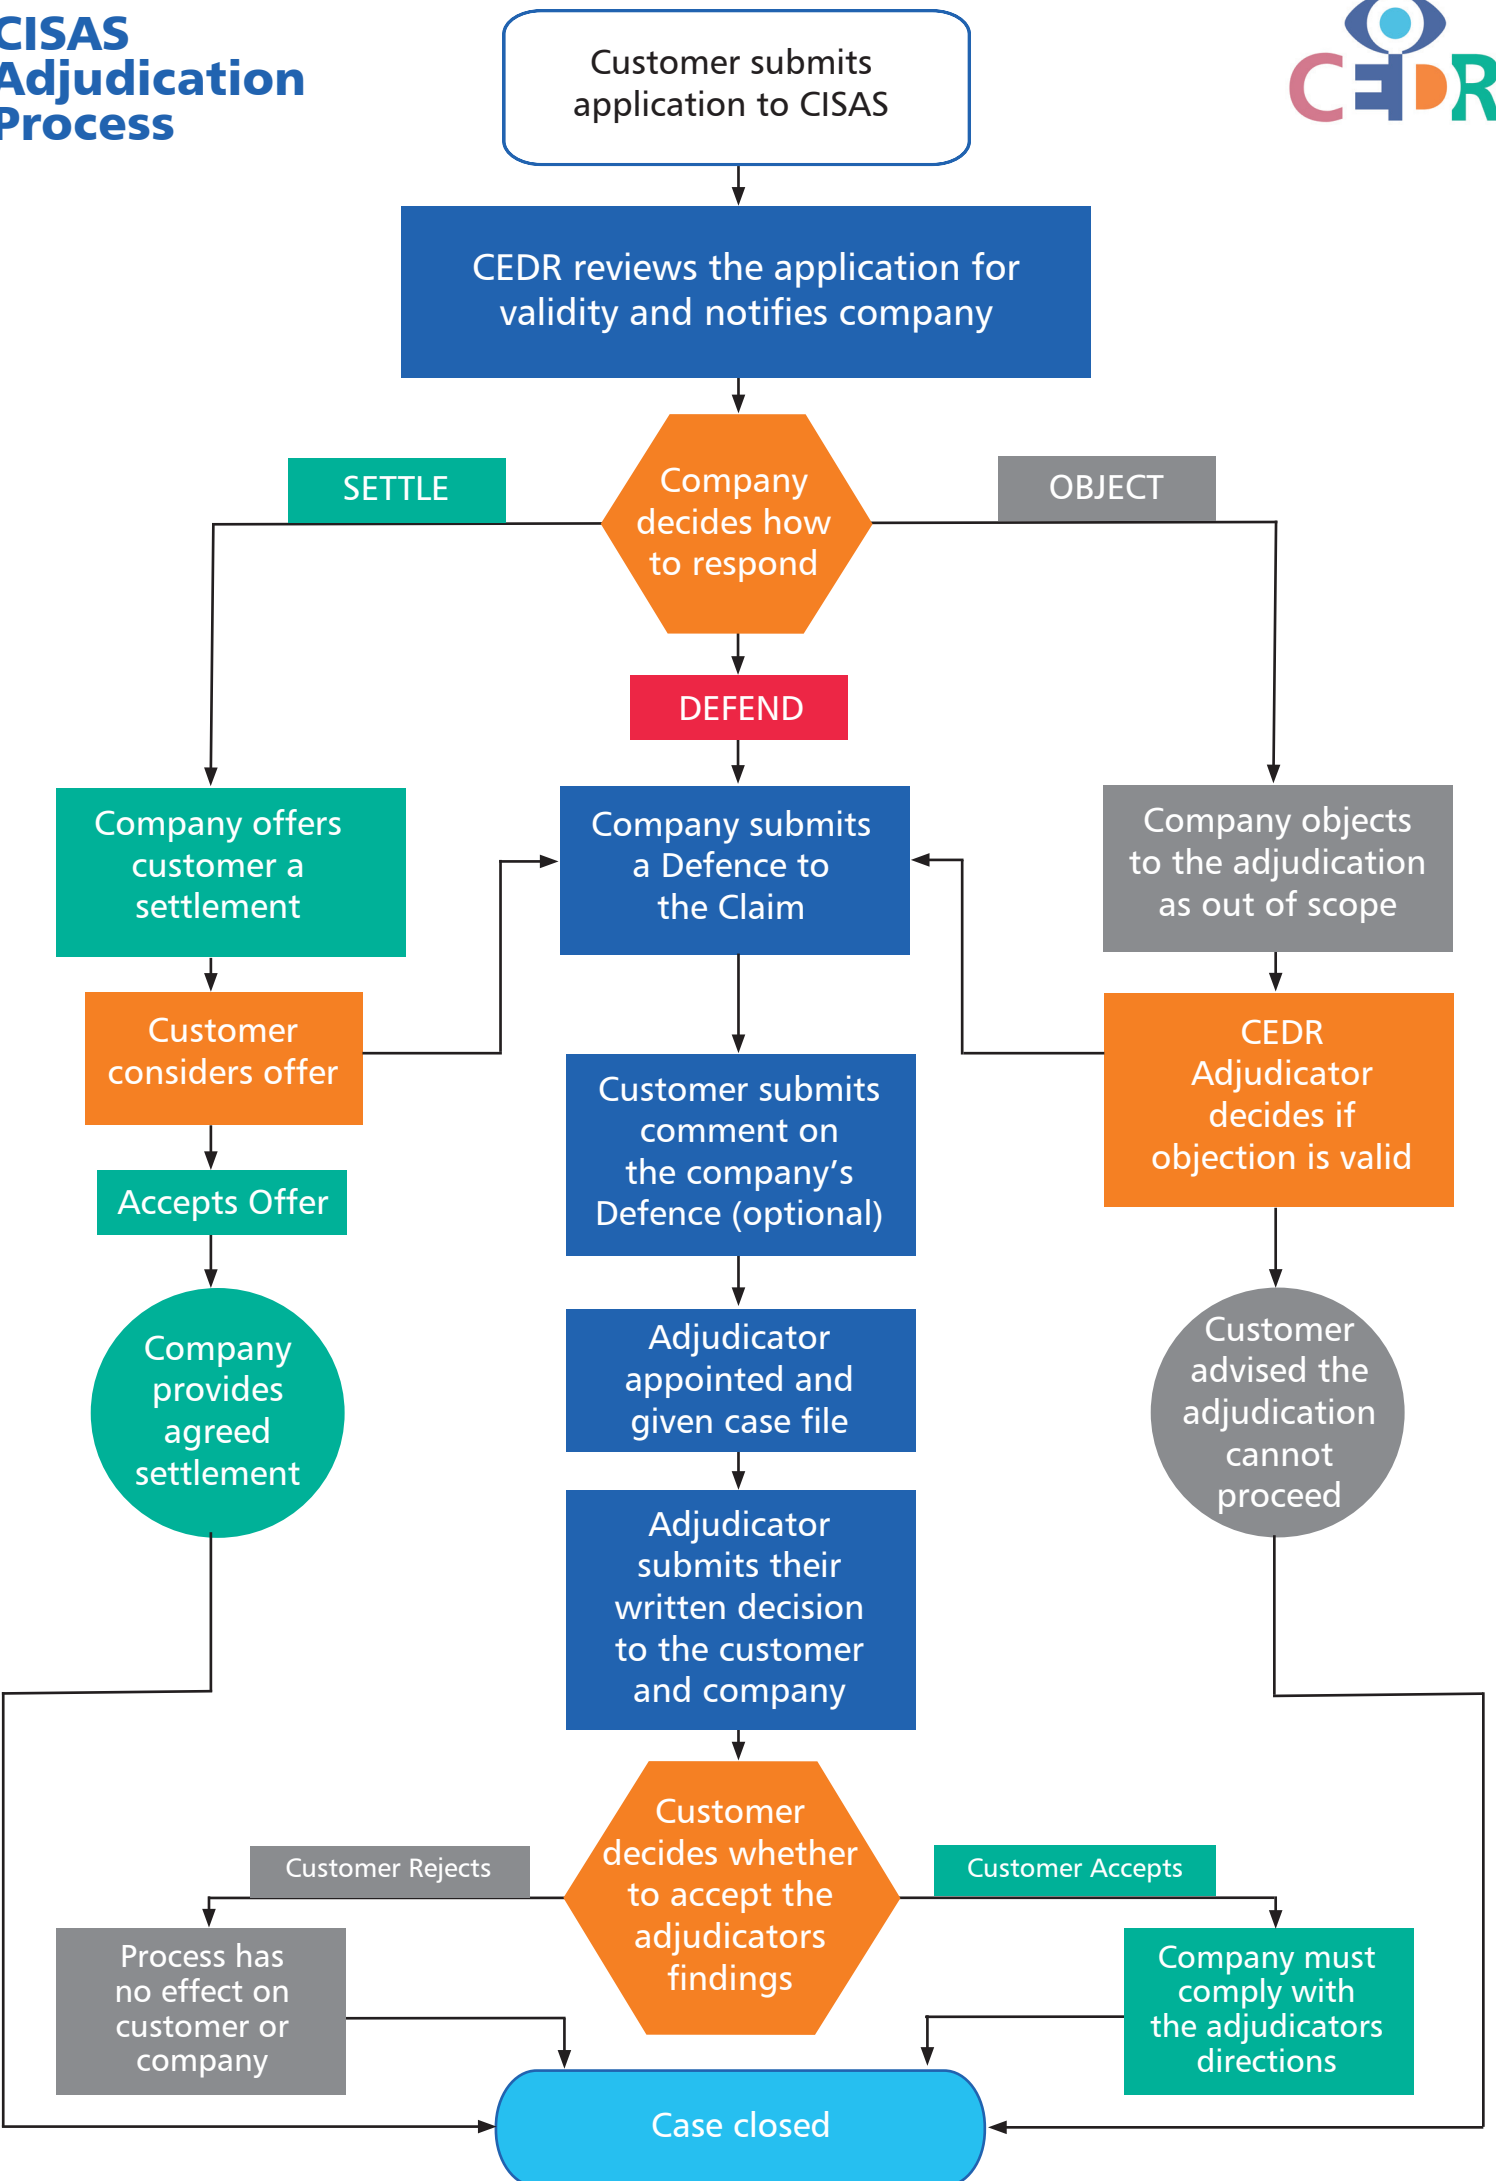 CISAS
Adjudication
Process
Customer submits
application to CISAS
CEDR
CEDR reviews the application for
validity and notifies company
SETTLE
Company
decides how
to respond
OBJECT
DEFEND
Company offers
customer a
settlement
Company submits
a Defence to
the Claim
Company objects
to the adjudication
as out of scope
Customer
considers offer
CEDR
Adjudicator
decides if
objection is valid
Customer submits
comment on
the company’s
Defence (optional)
Accepts Offer
Company
provides
agreed
settlement
Adjudicator
appointed and
given case file
Customer
advised the
adjudication
cannot
proceed
Adjudicator
submits their
written decision
to the customer
and company
Customer
decides whether
to accept the
adjudicators
findings
Customer Rejects
Customer Accepts
Process has
no effect on
customer or
company
Company must
comply with
the adjudicators
directions
Case closed